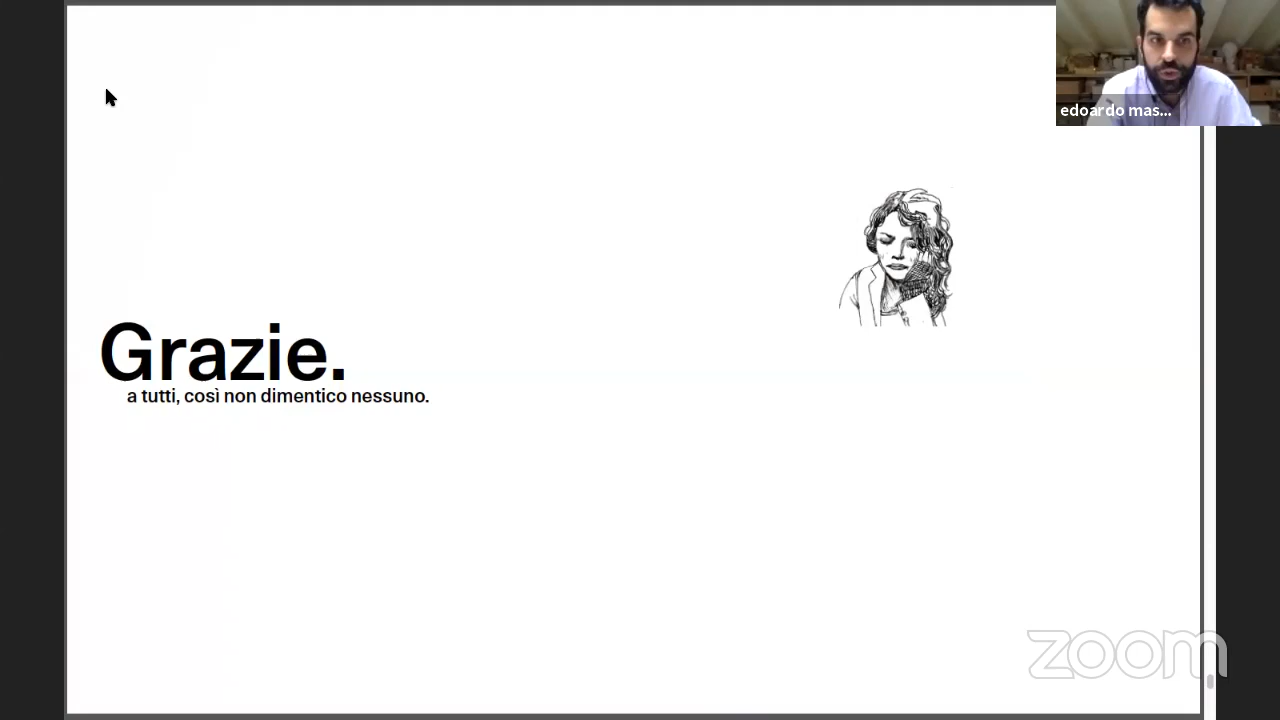 edoardo mas...
Grazie.
a tutti, così non dimentico nessuno.
zoom